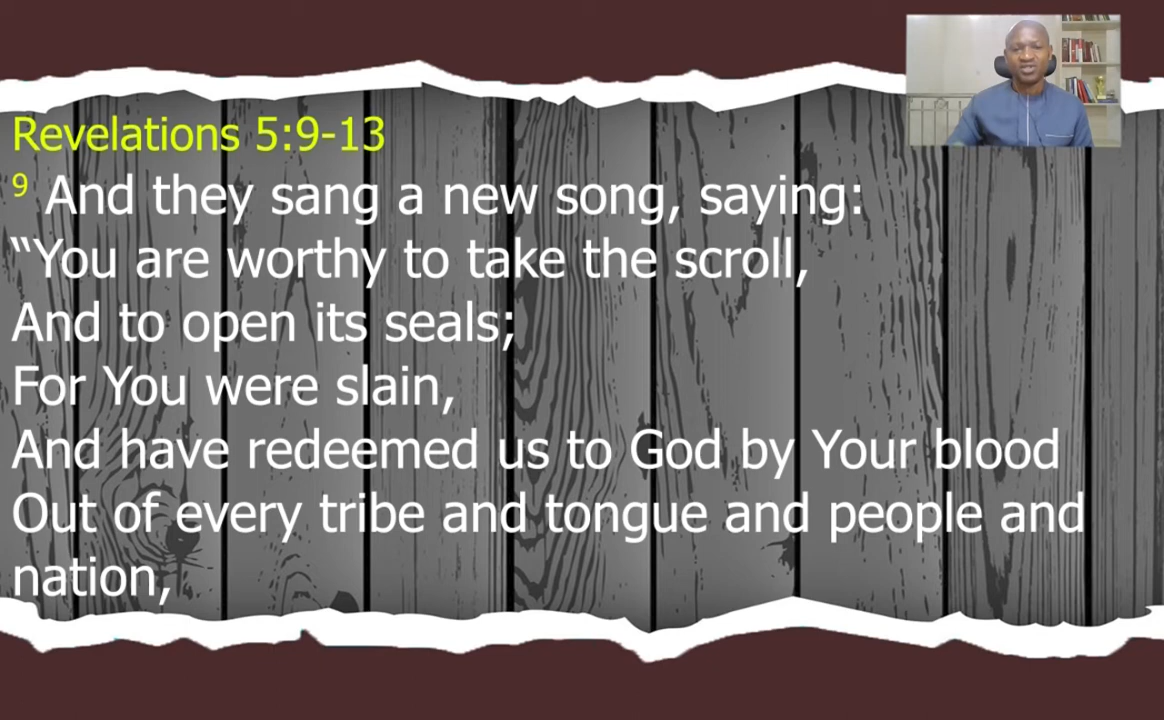 Revelations 5:9-13
9 And they sang a new song, saying:
“You are worthy to take the scroll,
And to open its seals;
For You were slain,
And have redeemed us to God by Your blood
Out of every tribe and tongue and people and
nation,